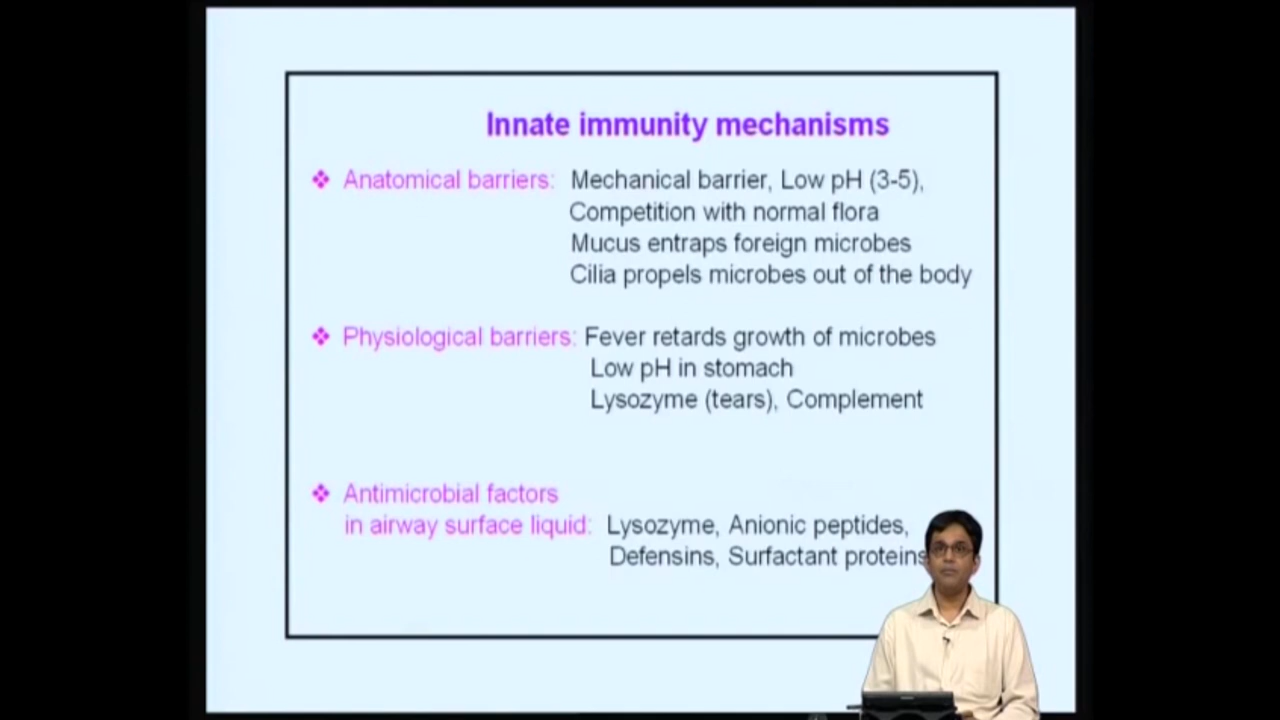 Innate immunity mechanisms
❖ Anatomical barriers: Mechanical barrier, Low pH (3-5),
Competition with normal flora
Mucus entraps foreign microbes
Cilia propels microbes out of the body
❖ Physiological barriers: Fever retards growth of microbes
Low pH in stomach
Lysozyme (tears), Complement
❖ Antimicrobial factors
in airway surface liquid: Lysozyme, Anionic peptides,
Defensins, Surfactant proteins